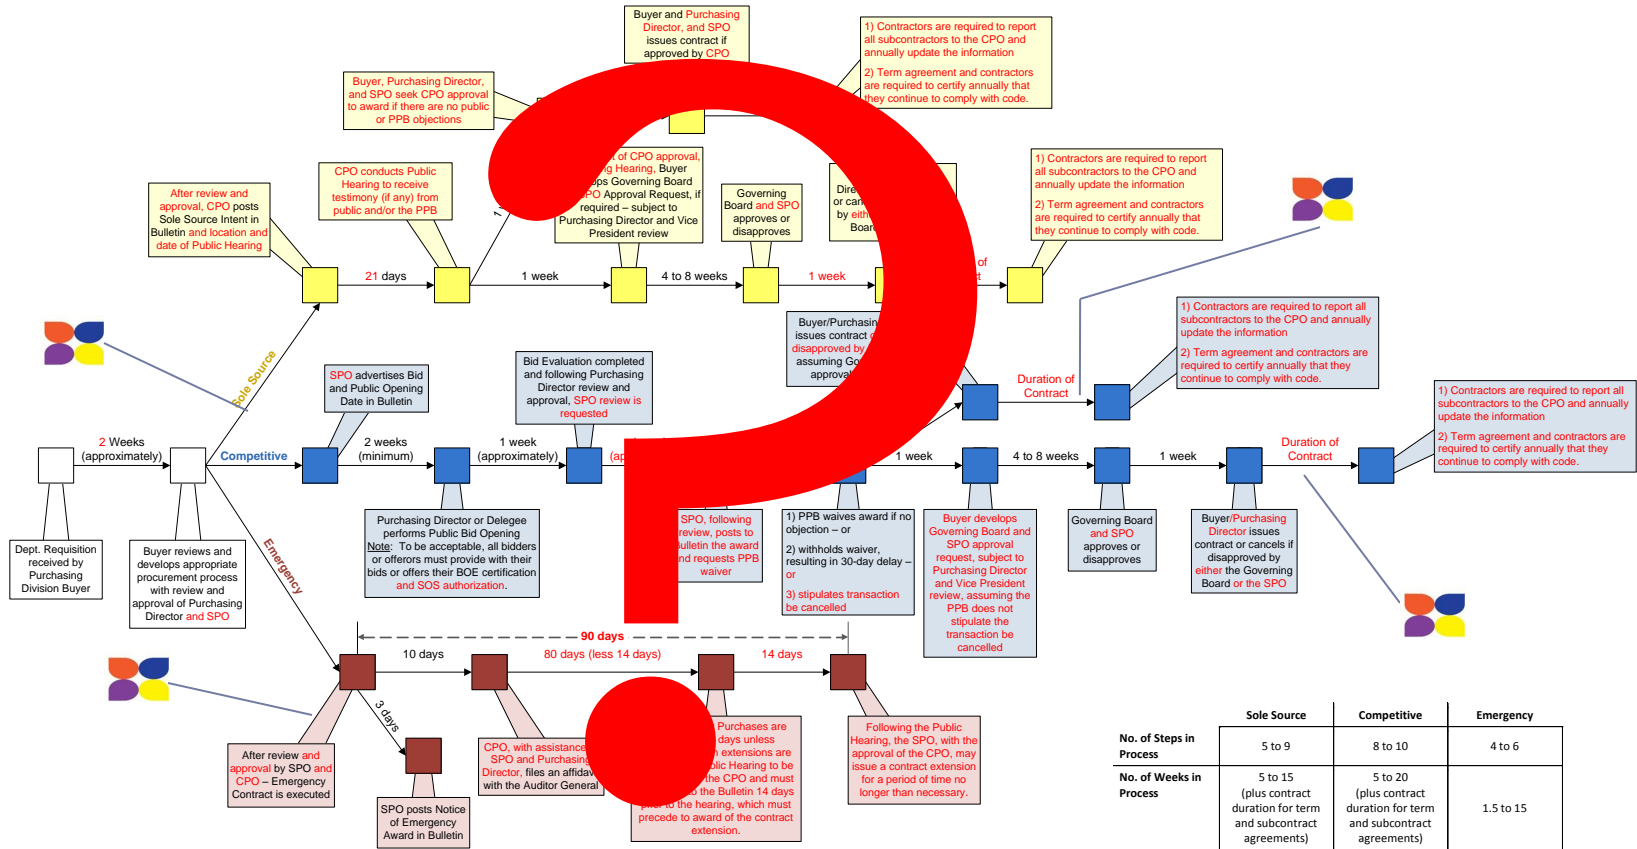 Buyer and Purchasing
Director, and SPO
issues contract if
approved by CPO
1) Contractors are required to report
all subcontractors to the CPO and
annually update the information
2) Term agreement and contractors
are required to certify annually that
they continue to comply with code.
Buyer, Purchasing Director,
and SPO seek CPO approval
to award if there are no public
or PPB objections
CPO conducts Public
Hearing to receive
testimony (if any) from
public and/or the PPB
After review and
approval, CPO posts
Sole Source Intent in
Bulletin and location and
date of Public Hearing
of CPO approval,
Hearing, Buyer
Governing Board
SPO Approval Request, if
required – subject to
Purchasing Director and Vice
President review
Governing
Board and SPO
approves or
disapproves
or
by
Board
1) Contractors are required to report
all subcontractors to the CPO and
annually update the information
2) Term agreement and contractors
are required to certify annually that
they continue to comply with code.
21 days
1 week
4 to 8 weeks
1 week
of
Sole Source
SPO advertises Bid
and Public Opening
Date in Bulletin
Bid Evaluation completed
and following Purchasing
Director review and
approval, SPO review is
requested
Buyer/Purchasing
issues contract
disapproved by
assuming
approval
1) Contractors are required to report all
subcontractors to the CPO and annually
update the information
2) Term agreement and contractors are
required to certify annually that they
continue to comply with code.
Duration of
Contract
1) Contractors are required to report all
subcontractors to the CPO and annually
update the information
2) Term agreement and contractors are
required to certify annually that they
continue to comply with code.
2 Weeks
(approximately)
Competitive
2 weeks
(minimum)
1 week
(approximately)
1 week
4 to 8 weeks
1 week
Duration of
Contract
Dept. Requisition
received by
Purchasing
Division Buyer
Buyer reviews and
develops appropriate
procurement process
with review and
approval of Purchasing
Director and SPO
Emergency
Purchasing Director or Delegee
performs Public Bid Opening
Note: To be acceptable, all bidders
or offerors must provide with their
bids or offers their BOE certification
and SOS authorization.
SPO, following
review, posts to
Bulletin the award
and requests PPB
waiver
1) PPB waives award if no
objection – or
2) withholds waiver,
resulting in 30-day delay –
or
3) stipulates transaction
be cancelled
Buyer develops
Governing Board and
SPO approval
request, subject to
Purchasing Director
and Vice President
review, assuming the
PPB does not
stipulate the
transaction be
cancelled
Governing Board
and SPO
approves or
disapproves
Buyer/Purchasing
Director issues
contract or cancels if
disapproved by
either the Governing
Board or the SPO
90 days
10 days
80 days (less 14 days)
14 days
3 days
After review and
approval by SPO and
CPO – Emergency
Contract is executed
SPO posts Notice
of Emergency
Award in Bulletin
CPO, with assistance
SPO and Purchasing
Director, files an affidavit
with the Auditor General
Purchases are
days unless
extensions are
Hearing to be
the CPO and must
to the Bulletin 14 days
prior to the hearing, which must
precede to award of the contract
extension.
Following the Public
Hearing, the SPO, with the
approval of the CPO, may
issue a contract extension
for a period of time no
longer than necessary.
Sole Source Competitive Emergency
No. of Steps in
Process 5 to 9 8 to 10 4 to 6
No. of Weeks in
Process
5 to 15
(plus contract
duration for term
and subcontract
agreements)
5 to 20
(plus contract
duration for term
and subcontract
agreements)
1.5 to 15